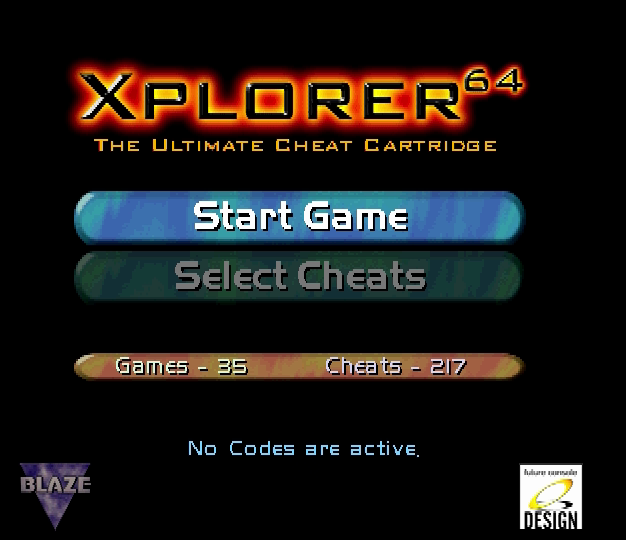 XPLORER64
THE ULTIMATE CHEAT CARTRIDGE
Start Game
Select Cheats
Games - 35 Cheats - 217
No Codes are active.
BLAZE
future console
DESIGN